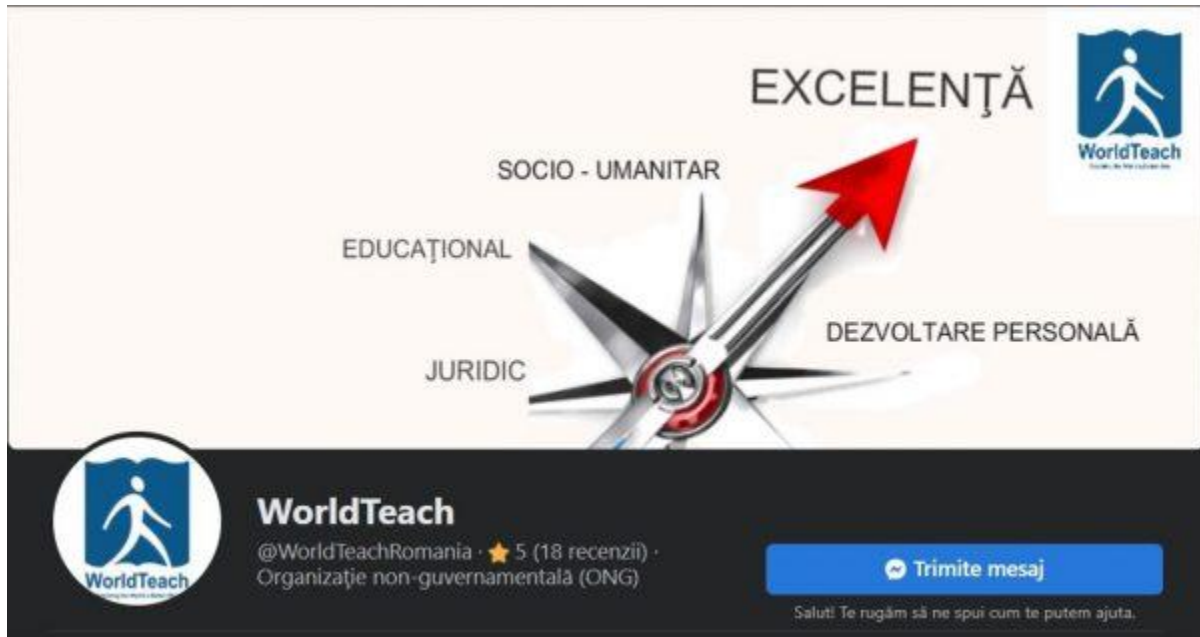 EXCELENŢĂ
WorldTeach
SOCIO - UMANITAR
EDUCAŢIONAL
DEZVOLTARE PERSONALĂ
JURIDIC
WorldTeach
WorldTeach
@WorldTeachRomania · 5 (18 recenzii) ·
Organizaţie non-guvernamentală (ONG)
Trimite mesaj
Salut! Te rugăm să ne spui cum te putem ajuta.